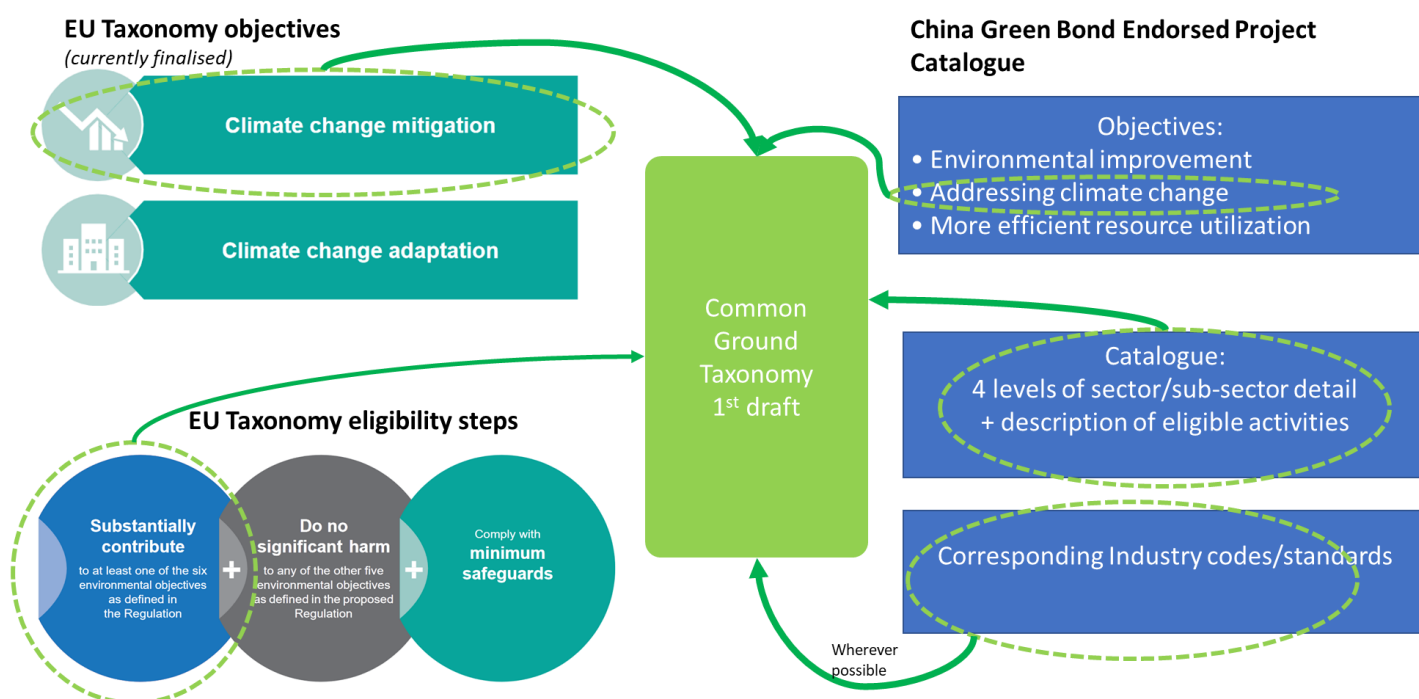 EU Taxonomy objectives
(currently finalised)
Climate change mitigation
Climate change adaptation
EU Taxonomy eligibility steps
Substantially
contribute
to at least one of the six
environmental objectives
as defined in
the Regulation
+
Do no
significant harm
to any of the other five
environmental objectives
as defined in the proposed
Regulation
+
Comply with
minimum
safeguards
Common
Ground
Taxonomy
1st draft
China Green Bond Endorsed Project
Catalogue
Objectives:
• Environmental improvement
• Addressing climate change
• More efficient resource utilization
Catalogue:
4 levels of sector/sub-sector detail
+ description of eligible activities
Corresponding Industry codes/standards
Wherever
possible